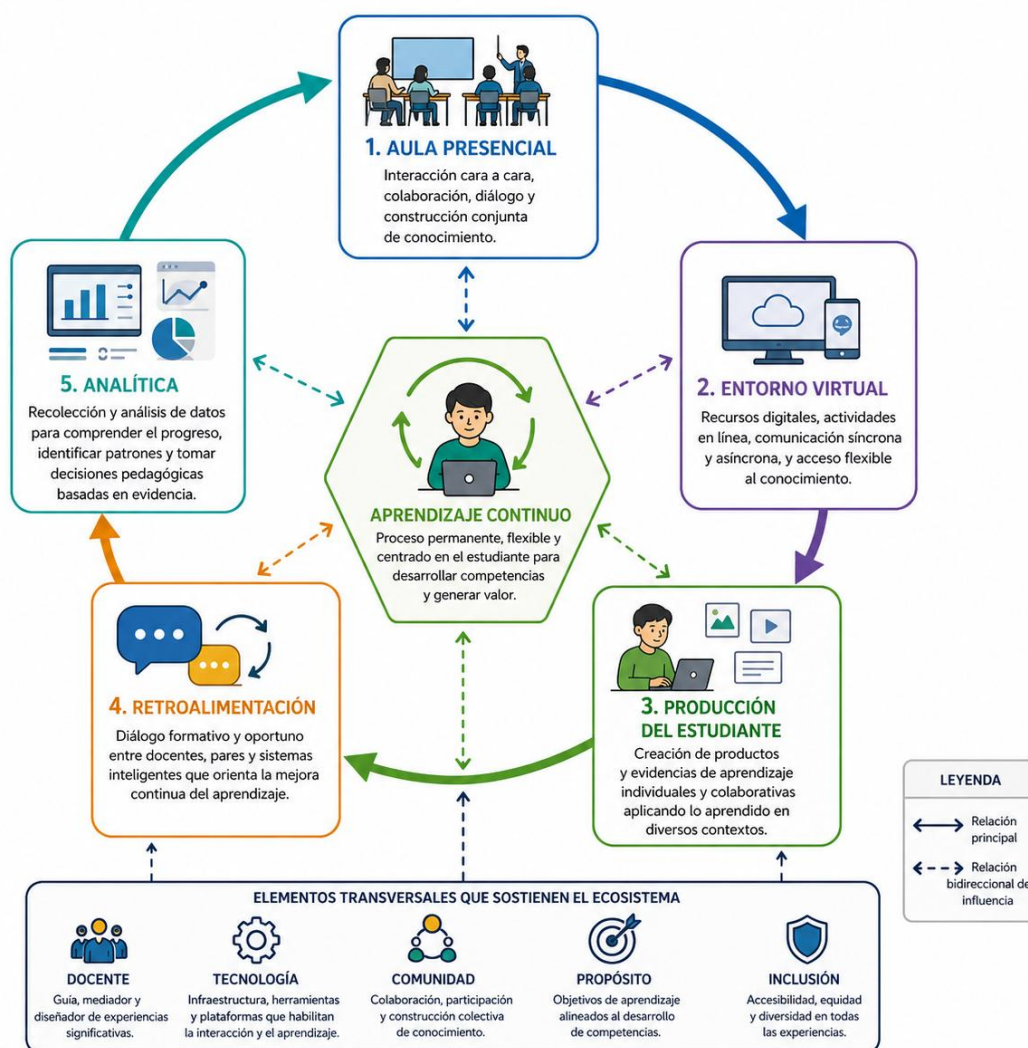 1. AULA PRESENCIAL
Interacción cara a cara,
colaboración, diálogo y
construcción conjunta
de conocimiento.
2. ENTORNO VIRTUAL
Recursos digitales, actividades
en línea, comunicación síncrona
y asíncrona, y acceso flexible
al conocimiento.
3. PRODUCCIÓN
DEL ESTUDIANTE
Creación de productos
y evidencias de aprendizaje
individuales y colaborativas
aplicando lo aprendido en
diversos contextos.
4. RETROALIMENTACIÓN
Diálogo formativo y oportuno
entre docentes, pares y sistemas
inteligentes que orienta la mejora
continua del aprendizaje.
5. ANALÍTICA
Recolección y análisis de datos
para comprender el progreso,
identificar patrones y tomar
decisiones pedagógicas
basadas en evidencia.
APRENDIZAJE CONTINUO
Proceso permanente, flexible y
centrado en el estudiante para
desarrollar competencias
y generar valor.
LEYENDA
Relación
principal
Relación
bidireccional de
influencia
ELEMENTOS TRANSVERSALES QUE SOSTIENEN EL ECOSISTEMA
DOCENTE
Guía, mediador y
diseñador de experiencias
significativas.
TECNOLOGÍA
Infraestructura, herramientas
y plataformas que habilitan
la interacción y el aprendizaje.
COMUNIDAD
Colaboración, participación
y construcción colectiva
de conocimiento.
PROPÓSITO
Objetivos de aprendizaje
alineados al desarrollo
de competencias.
INCLUSIÓN
Accesibilidad, equidad
y diversidad en todas
las experiencias.